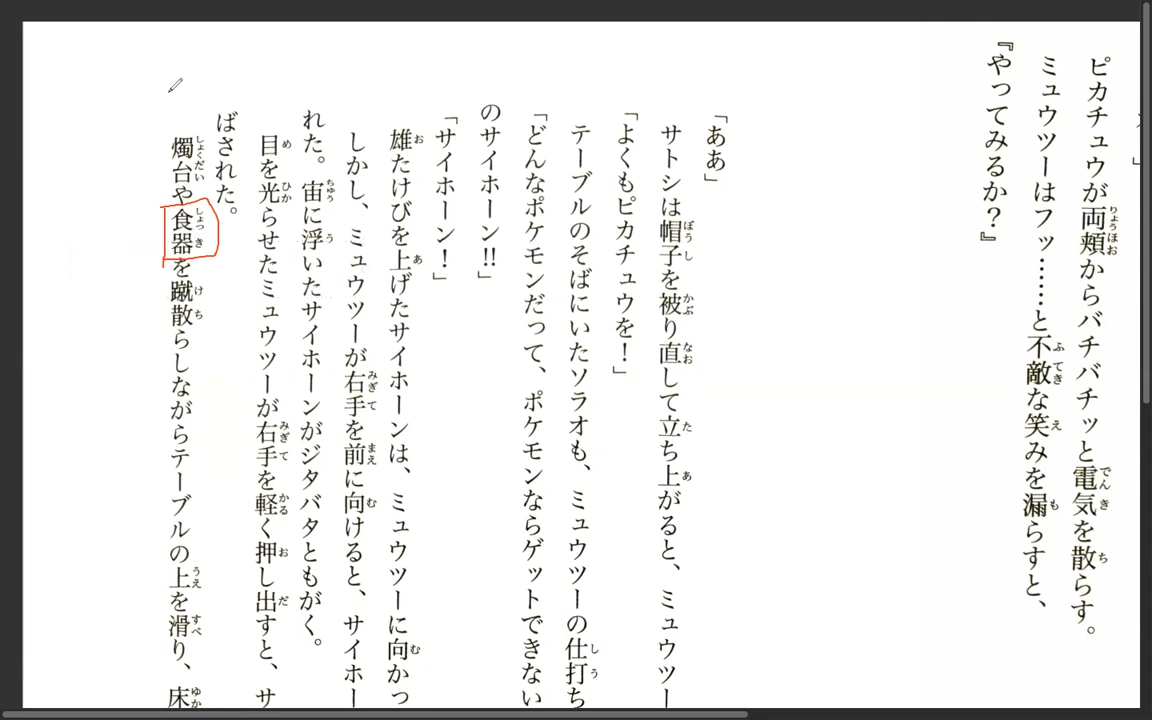 ピカチュウが両頬からバチバチッと電気を散らす。
ミュウツーはフッ……と不敵な笑みを漏らすと、
『やってみるか？』
「ああ」
サトシは帽子を被り直して立ち上がると、ミュウツー
「よくもピカチュウを！」
テーブルのそばにいたソラオも、ミュウツーの仕打ち
「どんなポケモンだって、ポケモンならゲットできない
のサイホーン!!」
「サイホーン！」
雄たけびを上げたサイホーンは、ミュウツーに向かっ
しかし、ミュウツーが右手を前に向けると、サイホー
れた。宙に浮いたサイホーンがジタバタともがく。
目を光らせたミュウツーが右手を軽く押し出すと、サ
ばされた。
燭台や食器を蹴散らしながらテーブルの上を滑り、床